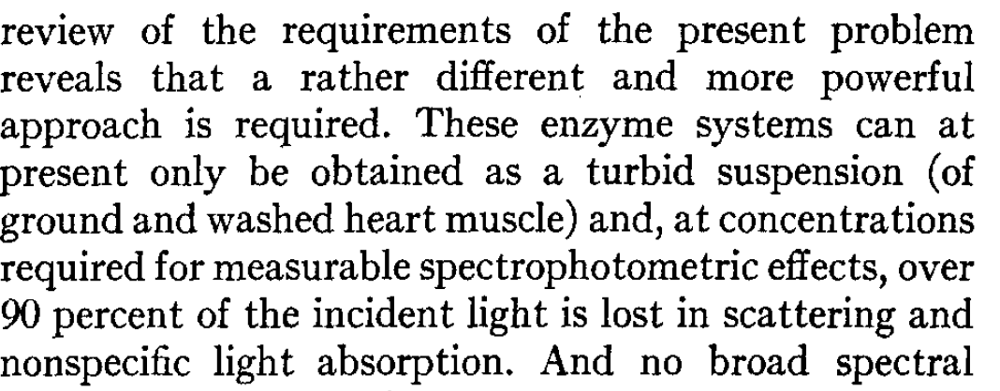 review of the requirements of the present problem
reveals that a rather different and more powerful
approach is required. These enzyme systems can at
present only be obtained as a turbid suspension (of
ground and washed heart muscle) and, at concentrations
required for measurable spectrophotometric effects, over
90 percent of the incident light is lost in scattering and
nonspecific light absorption. And no broad spectral